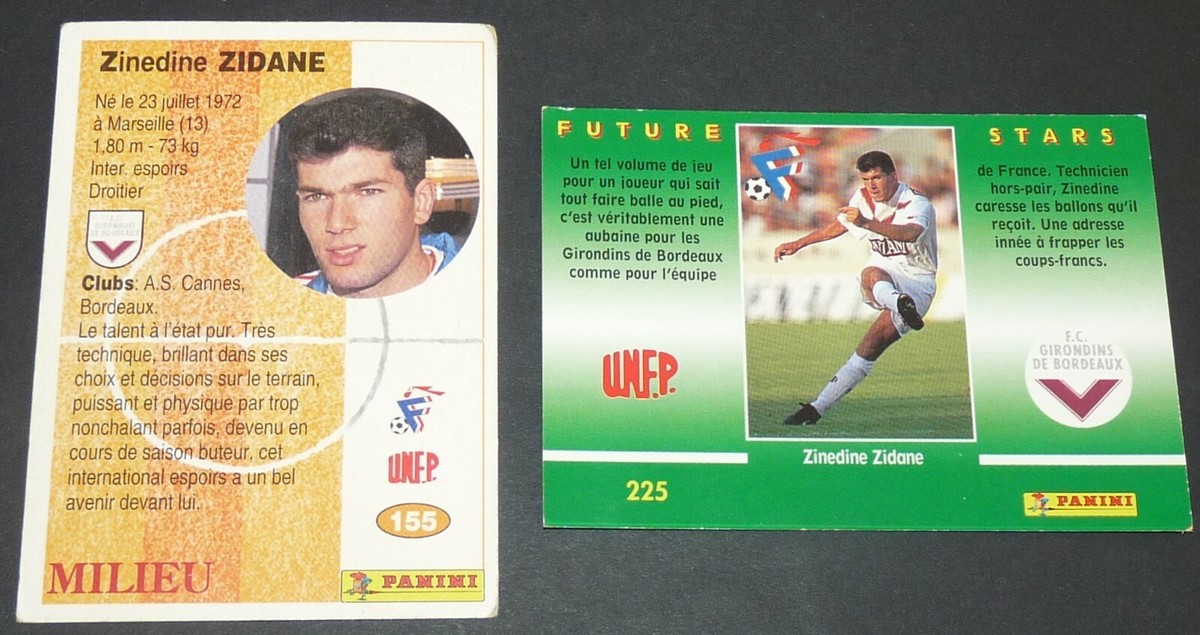 Zinedine ZIDANE
Né le 23 juillet 1972
à Marseille (13)
1,80 m - 73 kg
Inter. espoirs
Droitier
F.C.
GIRONDINS
DE BORDEAUX
Clubs: A.S. Cannes,
Bordeaux.
Le talent à l'état pur. Très
technique, brillant dans ses
choix et décisions sur le terrain,
puissant et physique par trop
nonchalant parfois, devenu en
cours de saison buteur, cet
international espoirs a un bel
avenir devant lui.
U.N.F.P.
155
MILIEU
PANINI
FUTURE STARS
Un tel volume de jeu
pour un joueur qui sait
tout faire balle au pied,
c'est véritablement une
aubaine pour les
Girondins de Bordeaux
comme pour l'équipe
de France. Technicien
hors-pair, Zinedine
caresse les ballons qu'il
reçoit. Une adresse
innée à frapper les
coups-francs.
U.N.F.P.
F.C.
GIRONDINS
DE BORDEAUX
Zinedine Zidane
225
PANINI